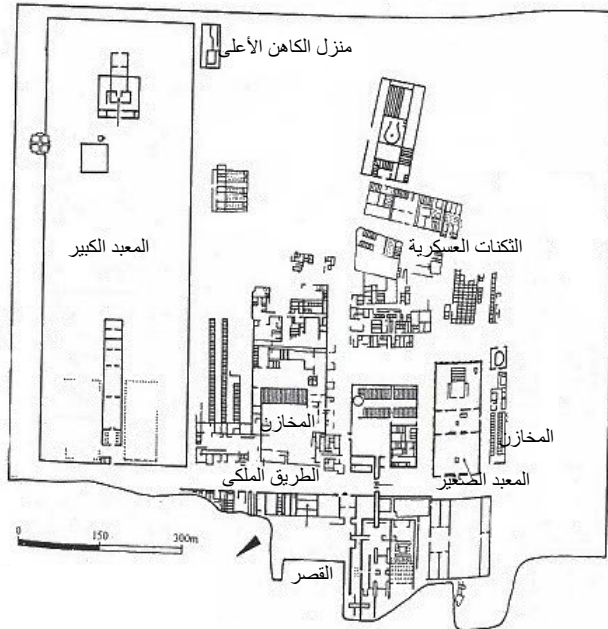 منزل الكاهن الأعلى
المعبد الكبير
الثكنات العسكرية
المخازن
المخازن
الطريق الملكي
المعبد الصغير
0 150 300m
القصر